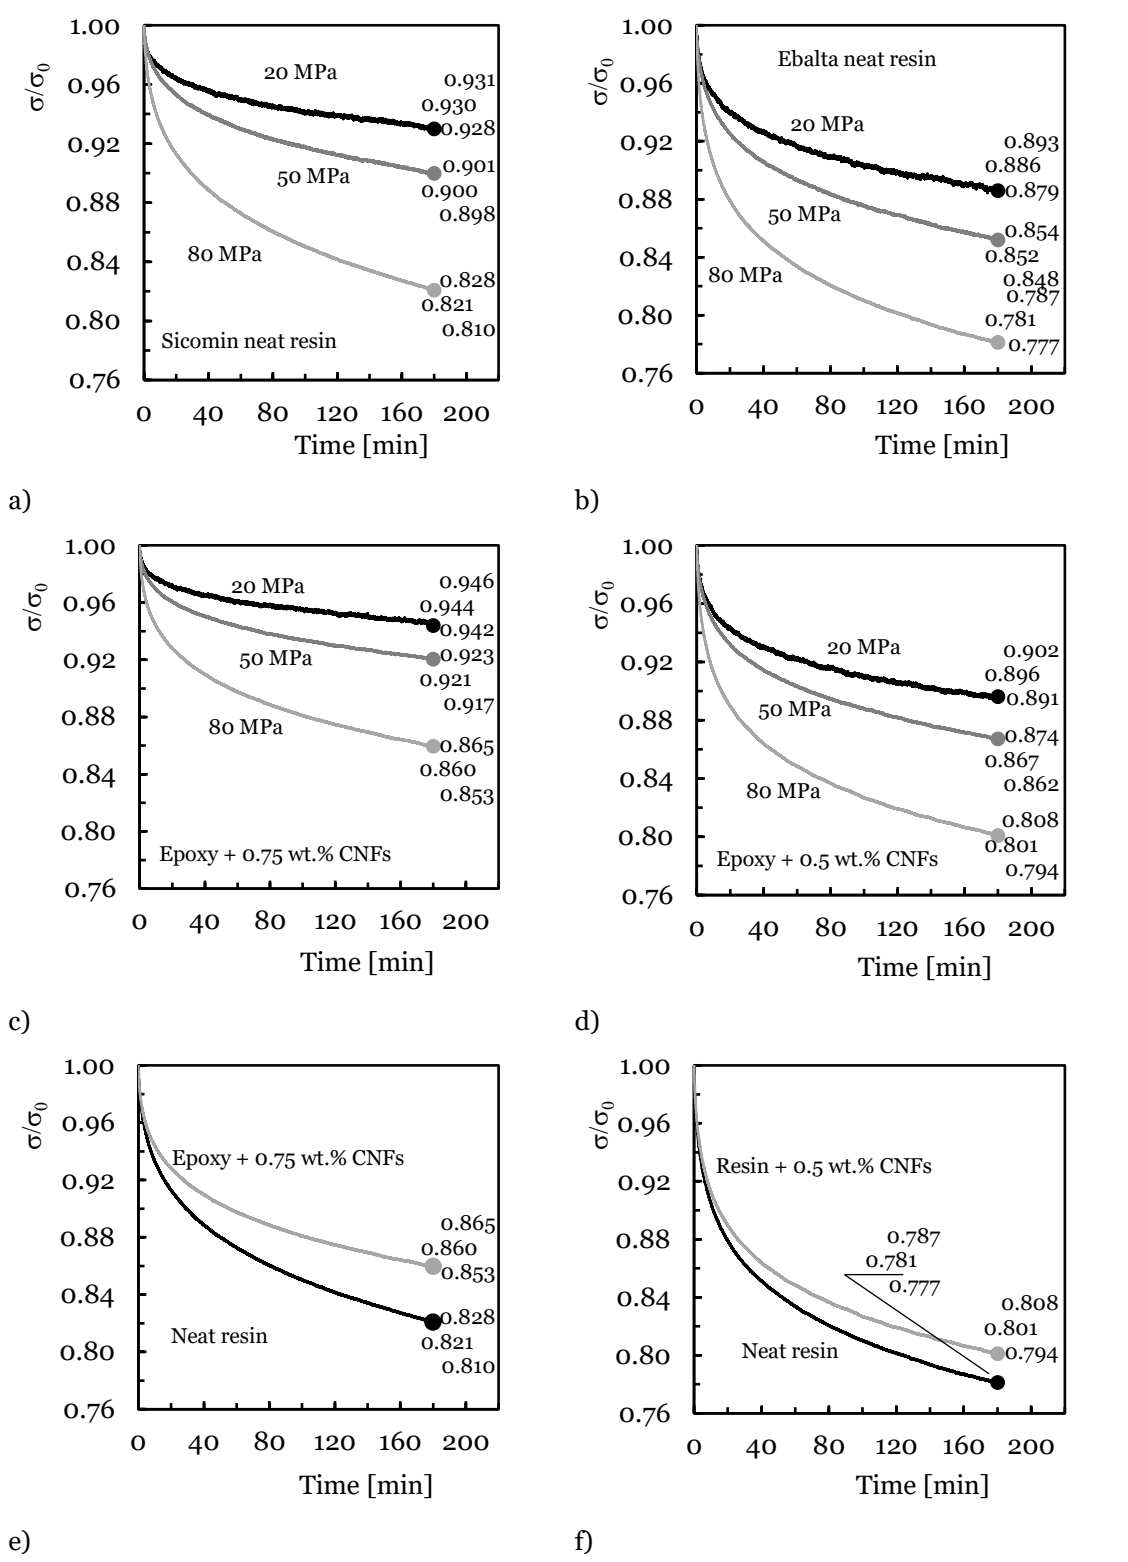 1.00
0.96
0.92
0.88
0.84
0.80
0.76
σ/σ0
20 MPa
50 MPa
80 MPa
0.931
0.930
0.928
0.901
0.900
0.898
0.828
0.821
0.810
Sicomin neat resin
0 40 80 120 160 200
Time [min]
a)
1.00
0.96
0.92
0.88
0.84
0.80
0.76
σ/σ0
Ebalta neat resin
20 MPa
50 MPa
80 MPa
0.893
0.886
0.879
0.854
0.852
0.848
0.787
0.781
0.777
0 40 80 120 160 200
Time [min]
b)
1.00
0.96
0.92
0.88
0.84
0.80
0.76
σ/σ0
20 MPa
50 MPa
80 MPa
0.946
0.944
0.942
0.923
0.921
0.917
0.865
0.860
0.853
Epoxy + 0.75 wt.% CNFs
0 40 80 120 160 200
Time [min]
c)
1.00
0.96
0.92
0.88
0.84
0.80
0.76
σ/σ0
20 MPa
50 MPa
80 MPa
0.902
0.896
0.891
0.874
0.867
0.862
0.808
0.801
0.794
Epoxy + 0.5 wt.% CNFs
0 40 80 120 160 200
Time [min]
d)
1.00
0.96
0.92
0.88
0.84
0.80
0.76
σ/σ0
Epoxy + 0.75 wt.% CNFs
0.865
0.860
0.853
0.828
0.821
0.810
Neat resin
0 40 80 120 160 200
Time [min]
e)
1.00
0.96
0.92
0.88
0.84
0.80
0.76
σ/σ0
Resin + 0.5 wt.% CNFs
0.787
0.781
0.777
0.808
0.801
0.794
Neat resin
0 40 80 120 160 200
Time [min]
f)